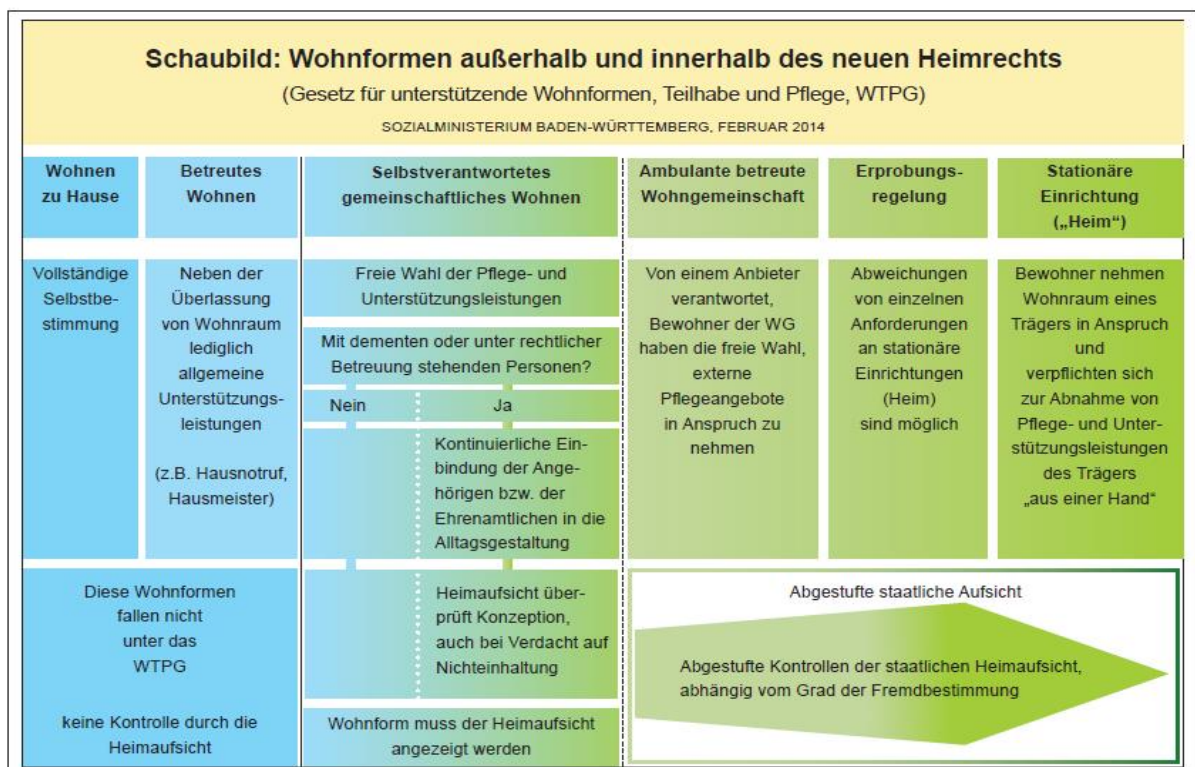 Schaubild: Wohnformen außerhalb und innerhalb des neuen Heimrechts
(Gesetz für unterstützende Wohnformen, Teilhabe und Pflege, WTPG)
SOZIALMINISTERIUM BADEN-WÜRTTEMBERG, FEBRUAR 2014
Wohnen
zu Hause
Betreutes
Wohnen
Selbstverantwortetes
gemeinschaftliches Wohnen
Ambulante betreute
Wohngemeinschaft
Erprobungs-
regelung
Stationäre
Einrichtung
(„Heim“)
Vollständige
Selbstbe-
stimmung
Neben der
Überlassung
von Wohnraum
lediglich
allgemeine
Unterstützungs-
leistungen
(z.B. Hausnotruf,
Hausmeister)
Freie Wahl der Pflege- und
Unterstützungsleistungen
Mit dementen oder unter rechtlicher
Betreuung stehenden Personen?
Nein
Ja
Kontinuierliche Ein-
bindung der Ange-
hörigen bzw. der
Ehrenamtlichen in die
Alltagsgestaltung
Von einem Anbieter
verantwortet,
Bewohner der WG
haben die freie Wahl,
externe
Pflegeangebote
in Anspruch zu
nehmen
Abweichungen
von einzelnen
Anforderungen
an stationäre
Einrichtungen
(Heim)
sind möglich
Bewohner nehmen
Wohnraum eines
Trägers in Anspruch
und
verpflichten sich
zur Abnahme von
Pflege- und Unter-
stützungsleistungen
des Trägers
„aus einer Hand“
Diese Wohnformen
fallen nicht
unter das
WTPG
keine Kontrolle durch die
Heimaufsicht
Heimaufsicht über-
prüft Konzeption,
auch bei Verdacht auf
Nichteinhaltung
Wohnform muss der Heimaufsicht
angezeigt werden
Abgestufte staatliche Aufsicht
Abgestufte Kontrollen der staatlichen Heimaufsicht,
abhängig vom Grad der Fremdbestimmung